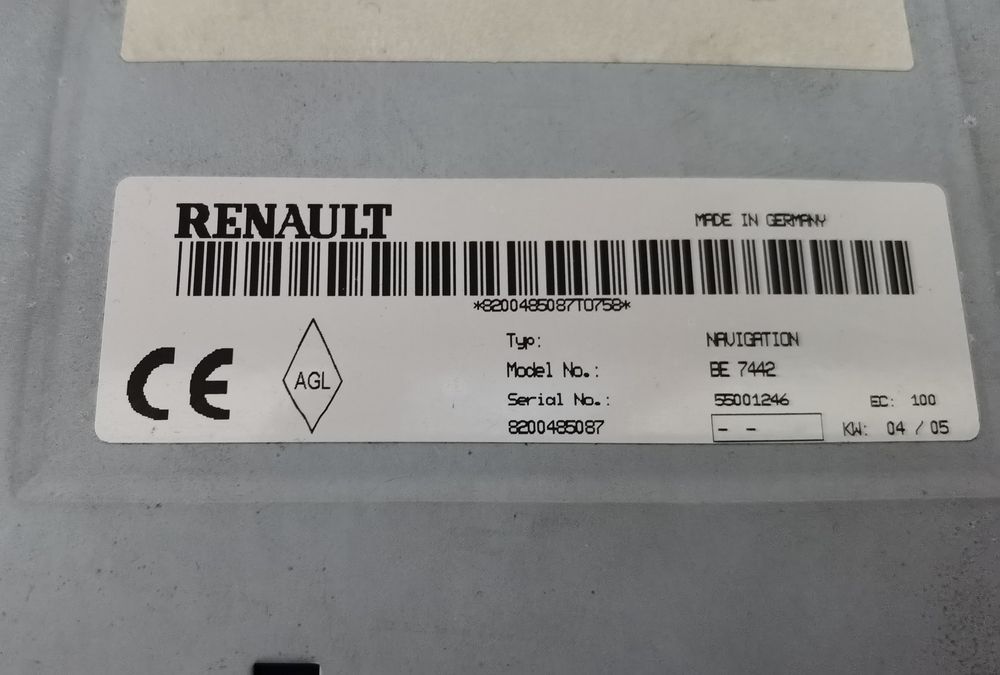 RENAULT
MADE IN GERMANY
*8200485087T0758*
CE
AGL
Typ: NAVIGATION
Model No.: BE 7442
Serial No.: 55001246 EC: 100
8200485087 - - KW: 04 / 05